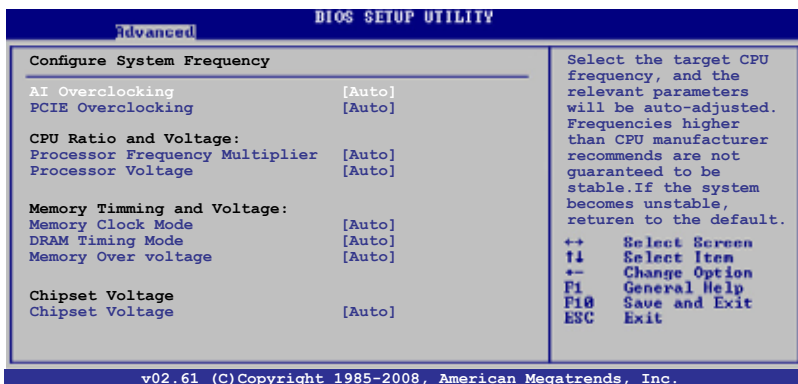 BIOS SETUP UTILITY
Advanced
Configure System Frequency
AI Overclocking [Auto]
PCIE Overclocking [Auto]
CPU Ratio and Voltage:
Processor Frequency Multiplier [Auto]
Processor Voltage [Auto]
Memory Timming and Voltage:
Memory Clock Mode [Auto]
DRAM Timing Mode [Auto]
Memory Over voltage [Auto]
Chipset Voltage
Chipset Voltage [Auto]
Select the target CPU
frequency, and the
relevant parameters
will be auto-adjusted.
Frequencies higher
than CPU manufacturer
recommends are not
guaranteed to be
stable.If the system
becomes unstable,
returen to the default.
↔ Select Screen
↑↓ Select Item
+- Change Option
F1 General Help
F10 Save and Exit
ESC Exit
v02.61 (C)Copyright 1985-2008, American Megatrends, Inc.